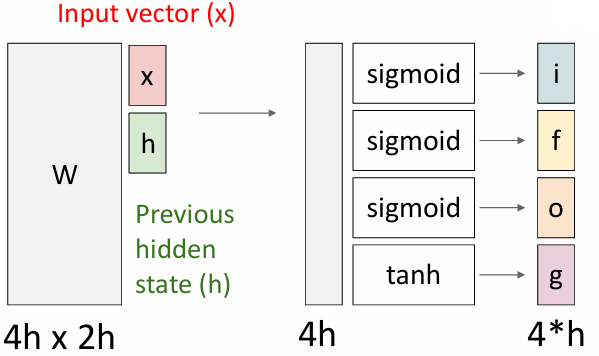 Input vector (x)
W
x
h
Previous
hidden
state (h)
4h x 2h
4h
sigmoid
sigmoid
sigmoid
tanh
i
f
o
g
4*h